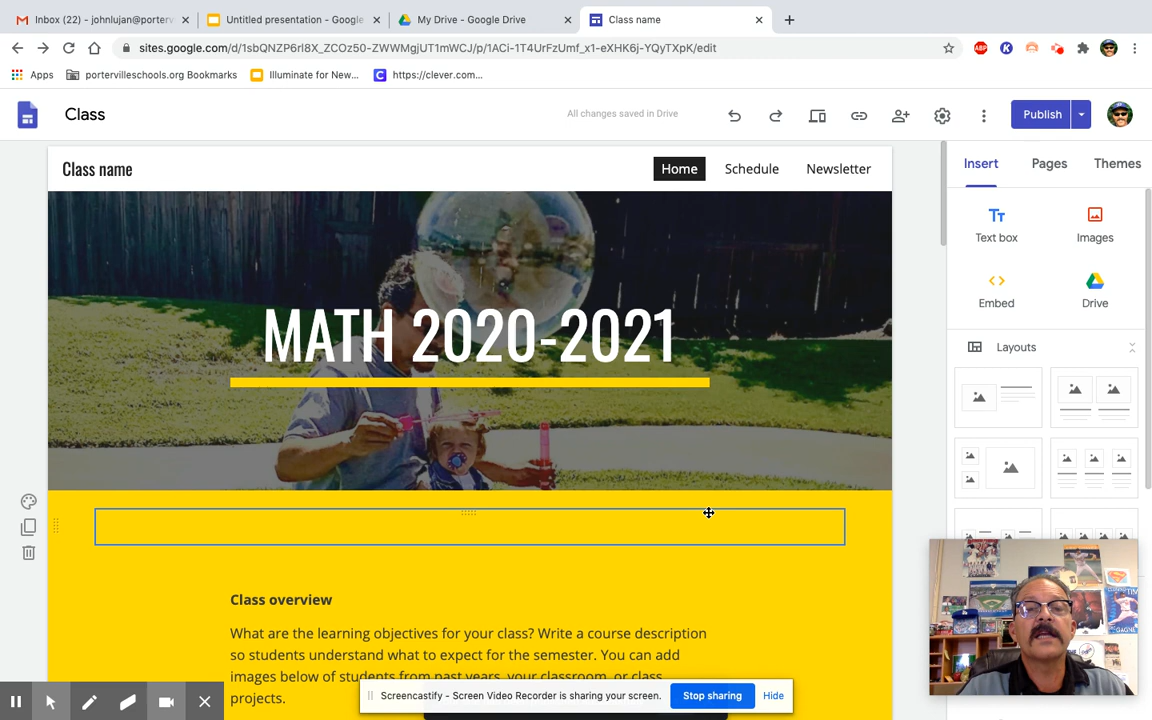 Inbox (22) - johnlujan@porterv
Untitled presentation - Google
My Drive - Google Drive
Class name
sites.google.com/d/1sbQNZP6rl8X_ZCOz50-ZWWMgjUT1mWCJ/p/1ACi-1T4UrFzUmf_x1-eXHK6j-YQyTXpK/edit
ABP
K
Apps
portervilleschools.org Bookmarks
Illuminate for New...
C
https://clever.com...
Class
All changes saved in Drive
Publish
Class name
Home
Schedule
Newsletter
Insert
Pages
Themes
Tт
Text box
Images
Embed
Drive
Layouts
MATH 2020-2021
Class overview
What are the learning objectives for your class? Write a course description
so students understand what to expect for the semester. You can add
images below of students from past years, your classroom, or class
projects.
Screencastify - Screen Video Recorder is sharing your screen.
Stop sharing
Hide